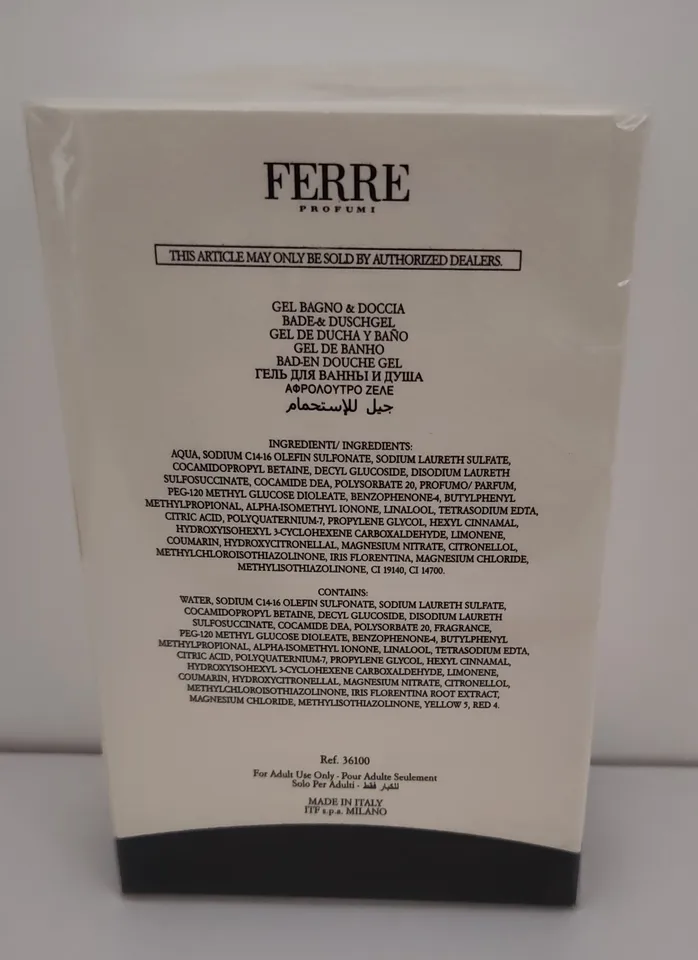 FERRE
PROFUMI
THIS ARTICLE MAY ONLY BE SOLD BY AUTHORIZED DEALERS.
GEL BAGNO & DOCCIA
BADE-& DUSCHGEL
GEL DE DUCHA Y BAÑO
GEL DE BANHO
BAD-EN DOUCHE GEL
ГЕЛЬ ДЛЯ ВАННЫ И ДУША
ΑΦΡΟΛΟΥΤΡΟ ΖΕΛΕ
جيل للإستحمام
INGREDIENTI/ INGREDIENTS:
AQUA, SODIUM C14-16 OLEFIN SULFONATE, SODIUM LAURETH SULFATE,
COCAMIDOPROPYL BETAINE, DECYL GLUCOSIDE, DISODIUM LAURETH
SULFOSUCCINATE, COCAMIDE DEA, POLYSORBATE 20, PROFUMO/ PARFUM,
PEG-120 METHYL GLUCOSE DIOLEATE, BENZOPHENONE-4, BUTYLPHENYL
METHYLPROPIONAL, ALPHA-ISOMETHYL IONONE, LINALOOL, TETRASODIUM EDTA,
CITRIC ACID, POLYQUATERNIUM-7, PROPYLENE GLYCOL, HEXYL CINNAMAL,
HYDROXYISOHEXYL 3-CYCLOHEXENE CARBOXALDEHYDE, LIMONENE,
COUMARIN, HYDROXYCITRONELLAL, MAGNESIUM NITRATE, CITRONELLOL,
METHYLCHLOROISOTHIAZOLINONE, IRIS FLORENTINA, MAGNESIUM CHLORIDE,
METHYLISOTHIAZOLINONE, CI 19140, CI 14700.
CONTAINS:
WATER, SODIUM C14-16 OLEFIN SULFONATE, SODIUM LAURETH SULFATE,
COCAMIDOPROPYL BETAINE, DECYL GLUCOSIDE, DISODIUM LAURETH
SULFOSUCCINATE, COCAMIDE DEA, POLYSORBATE 20, FRAGRANCE,
PEG-120 METHYL GLUCOSE DIOLEATE, BENZOPHENONE-4, BUTYLPHENYL
METHYLPROPIONAL, ALPHA-ISOMETHYL IONONE, LINALOOL, TETRASODIUM EDTA,
CITRIC ACID, POLYQUATERNIUM-7, PROPYLENE GLYCOL, HEXYL CINNAMAL,
HYDROXYISOHEXYL 3-CYCLOHEXENE CARBOXALDEHYDE, LIMONENE,
COUMARIN, HYDROXYCITRONELLAL, MAGNESIUM NITRATE, CITRONELLOL,
METHYLCHLOROISOTHIAZOLINONE, IRIS FLORENTINA ROOT EXTRACT,
MAGNESIUM CHLORIDE, METHYLISOTHIAZOLINONE, YELLOW 5, RED 4.
Ref. 36100
For Adult Use Only - Pour Adulte Seulement
Solo Per Adulti - للكبار فقط
MADE IN ITALY
ITF s.p.a. MILANO